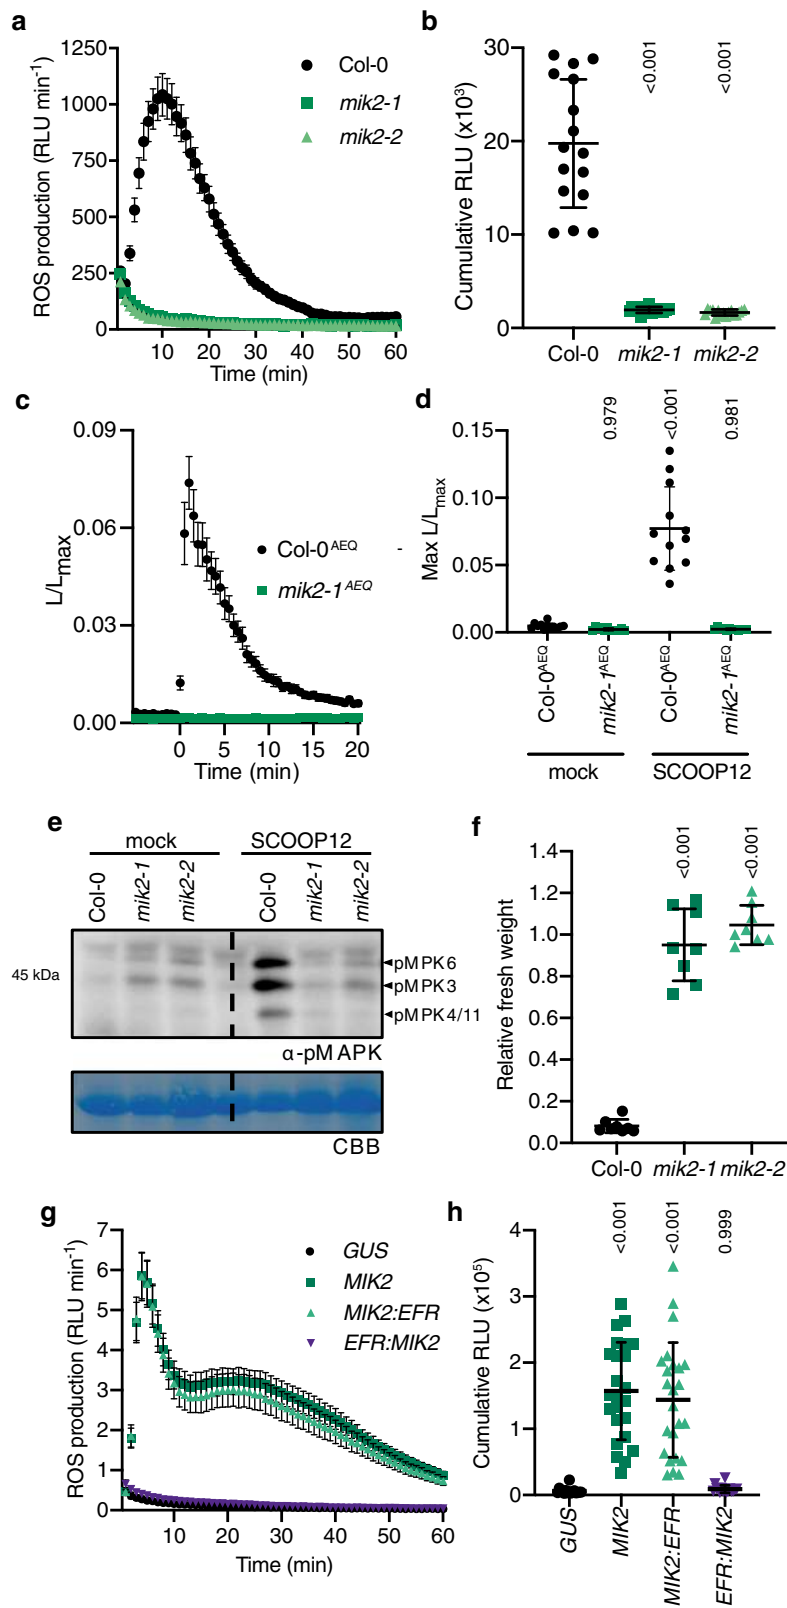 a
ROS production (RLU min⁻¹)
1250
1000
750
500
250
0
10 20 30 40 50 60
Time (min)
Col-0
mik2-1
mik2-2
b
Cumulative RLU (x10³)
30
20
10
0
<0.001
<0.001
Col-0 mik2-1 mik2-2
c
L/Lmax
0.09
0.06
0.03
0.00
0 5 10 15 20
Time (min)
Col-0ᴬᴱQ
mik2-1ᴬᴱQ
-
d
Max L/Lmax
0.15
0.10
0.05
0.00
0.979
<0.001
0.981
Col-0ᴬᴱQ
mik2-1ᴬᴱQ
Col-0ᴬᴱQ
mik2-1ᴬᴱQ
mock SCOOP12
e
mock SCOOP12
Col-0 mik2-1 mik2-2 Col-0 mik2-1 mik2-2
45 kDa
pMPK6
pMPK3
pMPK4/11
α-pMAPK
CBB
f
Relative fresh weight
1.4
1.2
1.0
0.8
0.6
0.4
0.2
0.0
<0.001
<0.001
Col-0 mik2-1 mik2-2
g
ROS production (RLU min⁻¹)
7
6
5
4
3
2
1
0
10 20 30 40 50 60
Time (min)
GUS
MIK2
MIK2:EFR
EFR:MIK2
h
Cumulative RLU (x10⁵)
4
3
2
1
0
<0.001
<0.001
0.999
GUS
MIK2
MIK2:EFR
EFR:MIK2